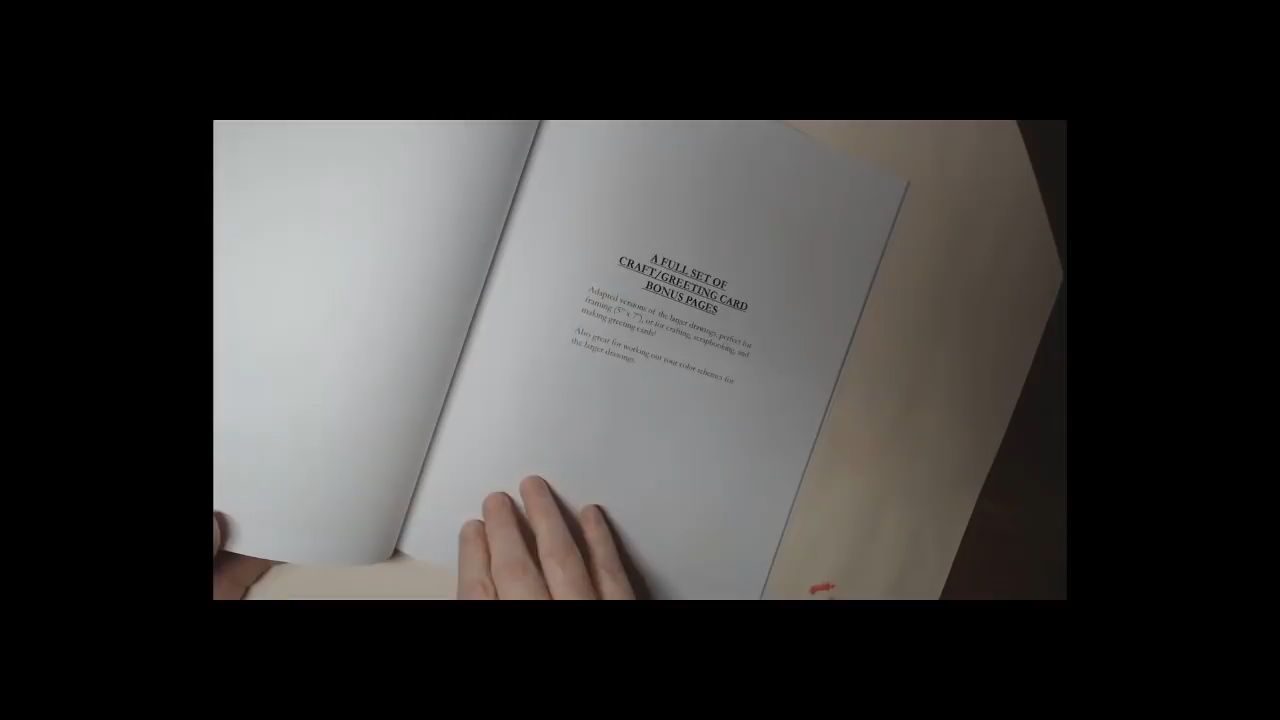 A FULL SET OF
CRAFT/GREETING CARD
BONUS PAGES
Adapted versions of the larger drawings, perfect for
framing (5" x 7"), or for crafting, scrapbooking, and
making greeting cards!
Also great for working out your color schemes for
the larger drawings.